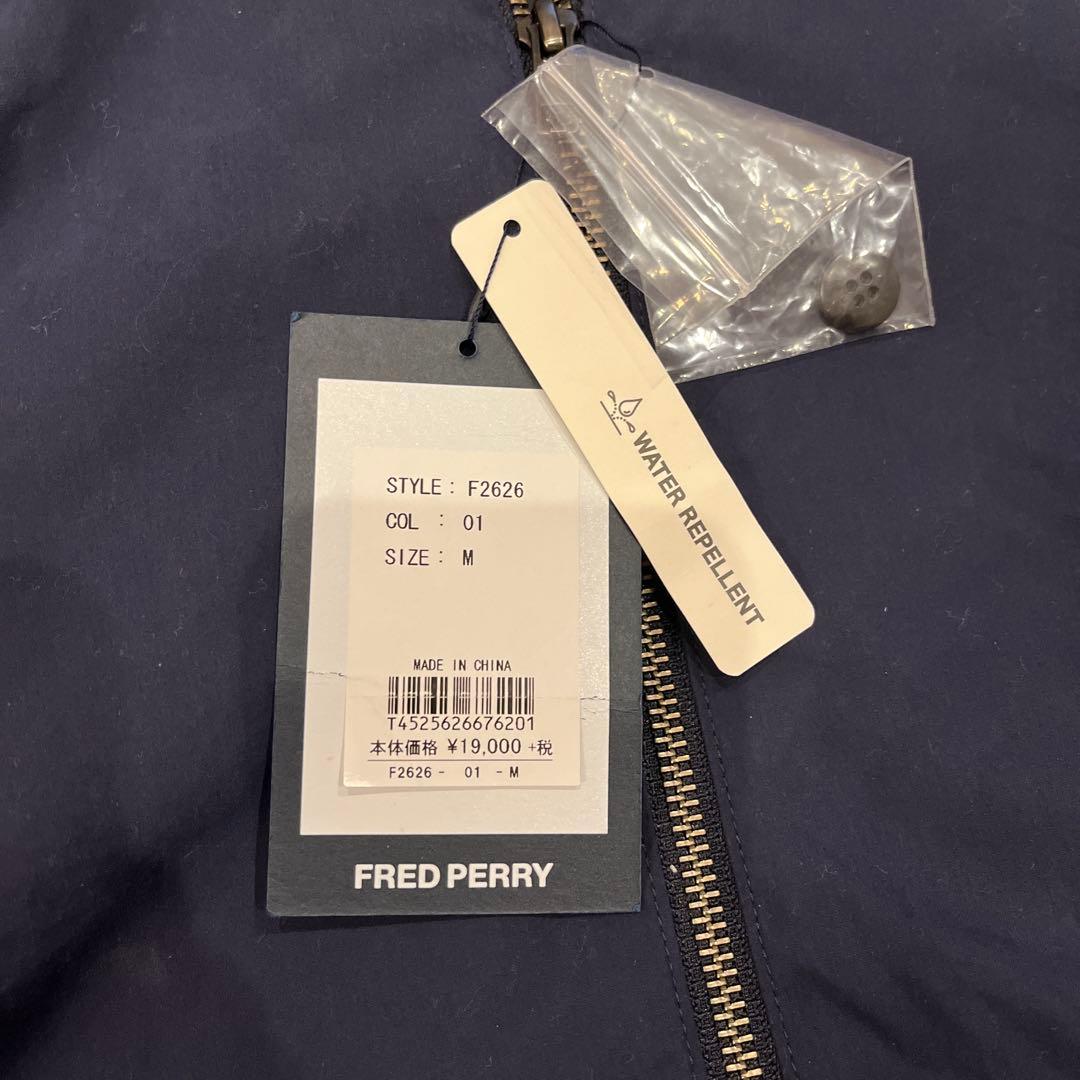 STYLE: F2626
COL : 01
SIZE: M
MADE IN CHINA
T4525626676201
本体価格 ¥19,000 +税
F2626 - 01 - M
FRED PERRY
WATER REPELLENT